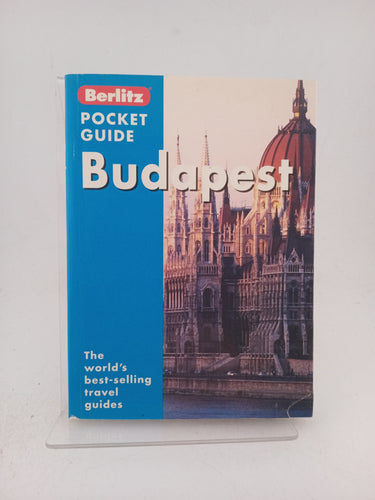 Berlitz
POCKET
GUIDE
Budapest
The
world's
best-selling
travel
guides